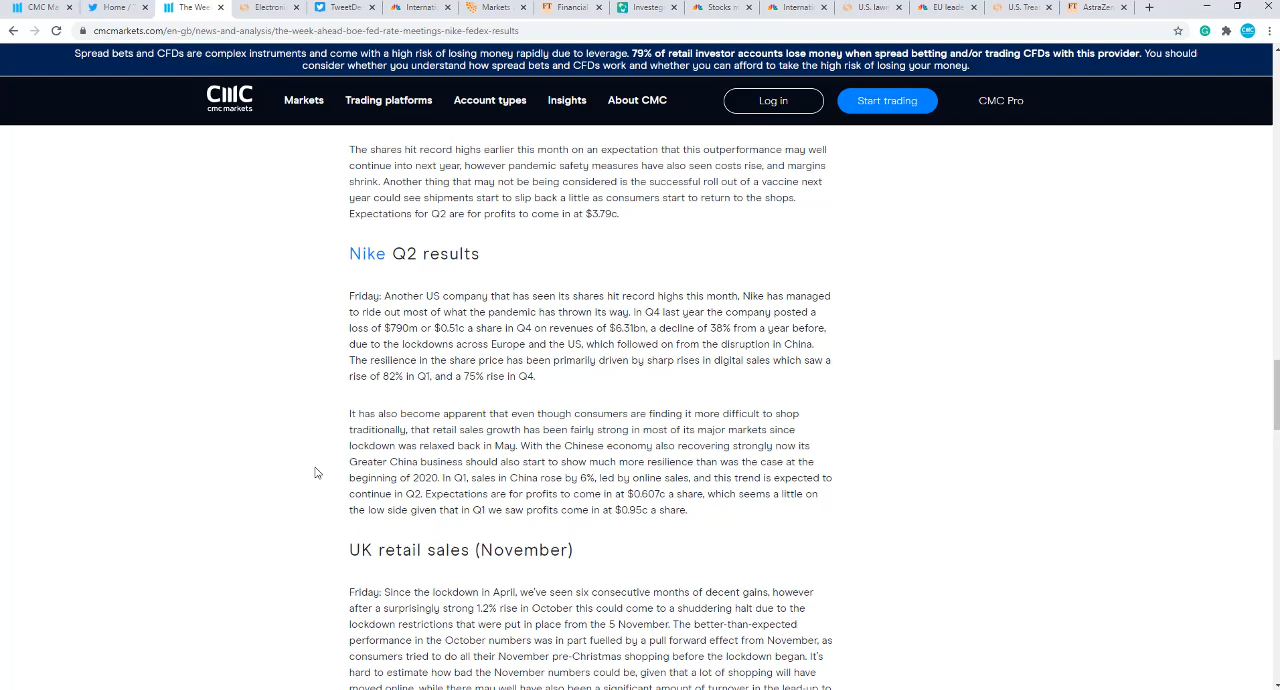 CMC Ma
Home / T
The Wee
Electroni
TweetDe
Internati
Markets
Financial
Investeg
Stocks m
Internati
U.S. lawm
EU leade
U.S. Trea
AstraZen
cmcmarkets.com/en-gb/news-and-analysis/the-week-ahead-boe-fed-rate-meetings-nike-fedex-results
Spread bets and CFDs are complex instruments and come with a high risk of losing money rapidly due to leverage. 79% of retail investor accounts lose money when spread betting and/or trading CFDs with this provider. You should
consider whether you understand how spread bets and CFDs work and whether you can afford to take the high risk of losing your money.
CMC
cmc markets
Markets
Trading platforms
Account types
Insights
About CMC
Log in
Start trading
CMC Pro
The shares hit record highs earlier this month on an expectation that this outperformance may well
continue into next year, however pandemic safety measures have also seen costs rise, and margins
shrink. Another thing that may not be being considered is the successful roll out of a vaccine next
year could see shipments start to slip back a little as consumers start to return to the shops.
Expectations for Q2 are for profits to come in at $3.79c.
Nike Q2 results
Friday: Another US company that has seen its shares hit record highs this month, Nike has managed
to ride out most of what the pandemic has thrown its way. In Q4 last year the company posted a
loss of $790m or $0.51c a share in Q4 on revenues of $6.31bn, a decline of 38% from a year before,
due to the lockdowns across Europe and the US, which followed on from the disruption in China.
The resilience in the share price has been primarily driven by sharp rises in digital sales which saw a
rise of 82% in Q1, and a 75% rise in Q4.
It has also become apparent that even though consumers are finding it more difficult to shop
traditionally, that retail sales growth has been fairly strong in most of its major markets since
lockdown was relaxed back in May. With the Chinese economy also recovering strongly now its
Greater China business should also start to show much more resilience than was the case at the
beginning of 2020. In Q1, sales in China rose by 6%, led by online sales, and this trend is expected to
continue in Q2. Expectations are for profits to come in at $0.607c a share, which seems a little on
the low side given that in Q1 we saw profits come in at $0.95c a share.
UK retail sales (November)
Friday: Since the lockdown in April, we've seen six consecutive months of decent gains, however
after a surprisingly strong 1.2% rise in October this could come to a shuddering halt due to the
lockdown restrictions that were put in place from the 5 November. The better-than-expected
performance in the October numbers was in part fuelled by a pull forward effect from November, as
consumers tried to do all their November pre-Christmas shopping before the lockdown began. It's
hard to estimate how bad the November numbers could be, given that a lot of shopping will have
moved online, while there may well have also been a significant amount of turnover in the lead-up to